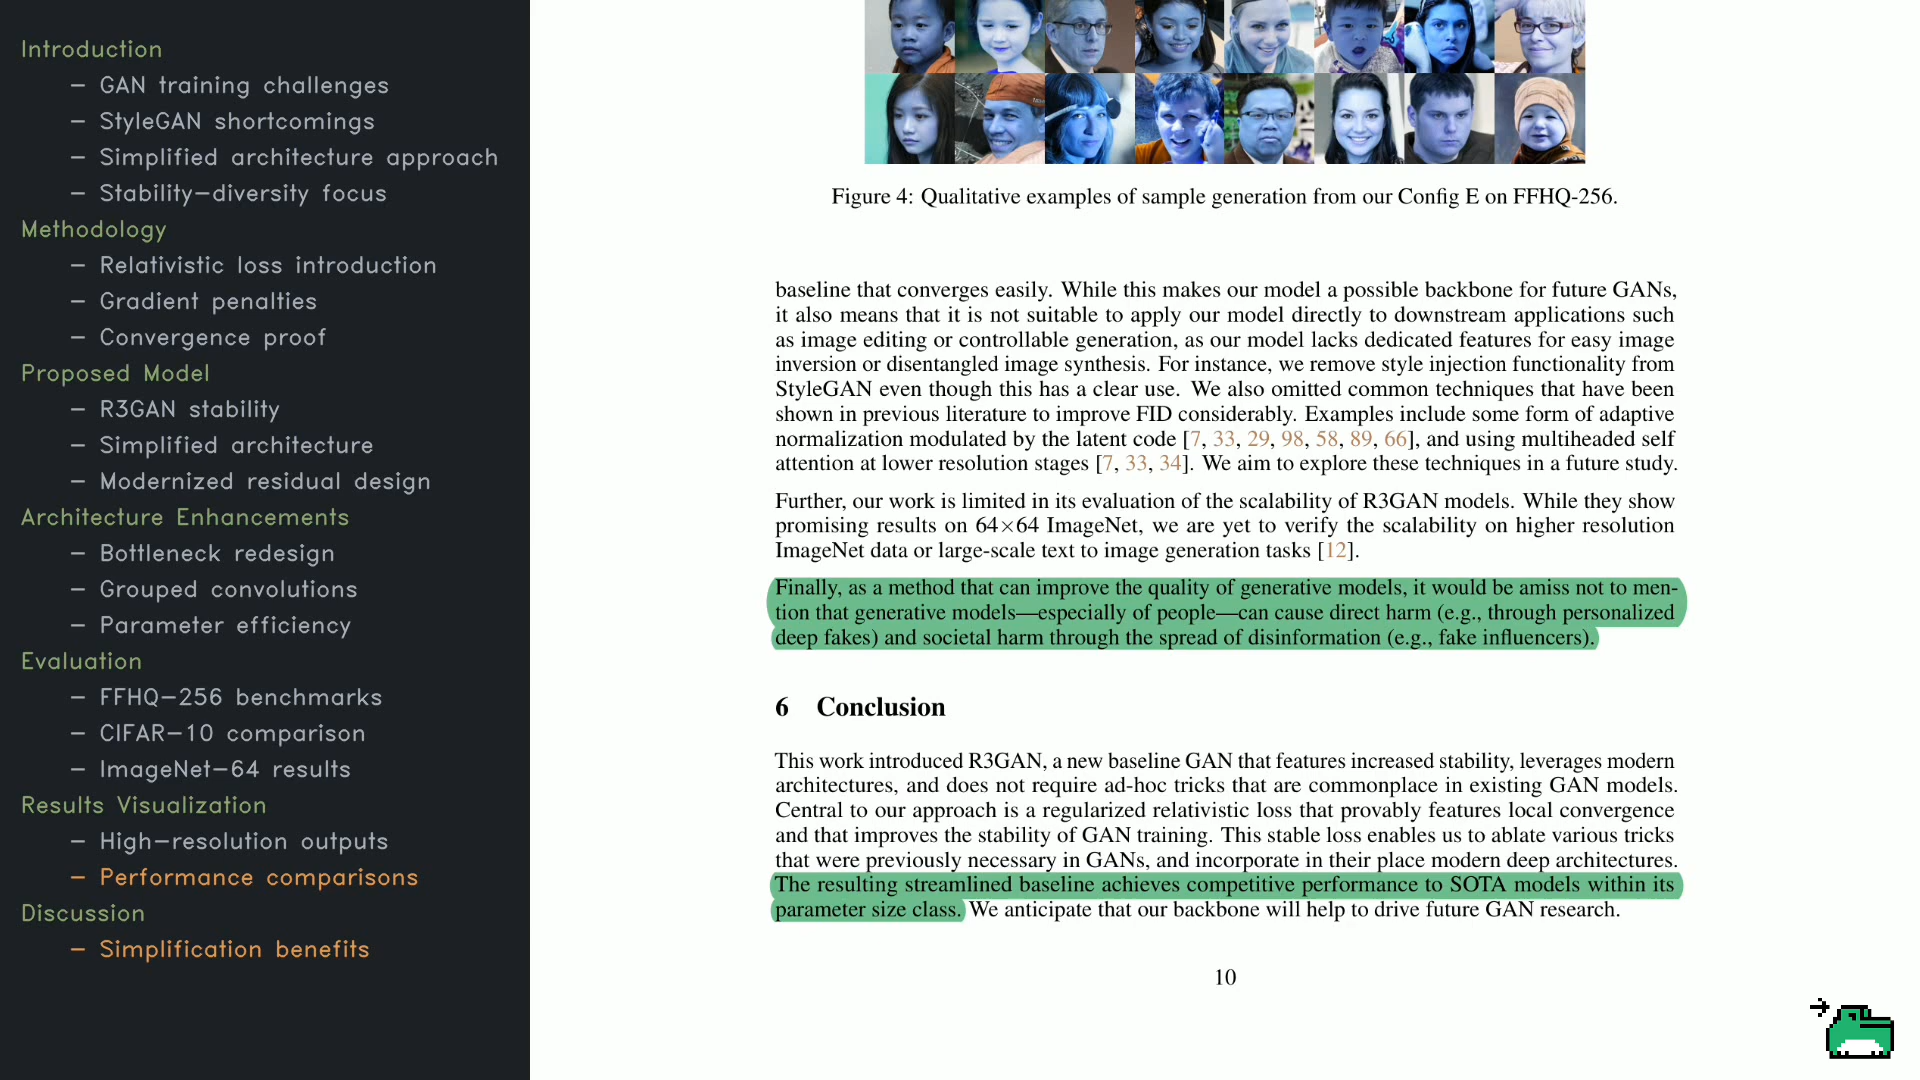 Introduction
– GAN training challenges
– StyleGAN shortcomings
– Simplified architecture approach
– Stability–diversity focus
Methodology
– Relativistic loss introduction
– Gradient penalties
– Convergence proof
Proposed Model
– R3GAN stability
– Simplified architecture
– Modernized residual design
Architecture Enhancements
– Bottleneck redesign
– Grouped convolutions
– Parameter efficiency
Evaluation
– FFHQ–256 benchmarks
– CIFAR–10 comparison
– ImageNet–64 results
Results Visualization
– High–resolution outputs
– Performance comparisons
Discussion
– Simplification benefits
Figure 4: Qualitative examples of sample generation from our Config E on FFHQ-256.
baseline that converges easily. While this makes our model a possible backbone for future GANs,
it also means that it is not suitable to apply our model directly to downstream applications such
as image editing or controllable generation, as our model lacks dedicated features for easy image
inversion or disentangled image synthesis. For instance, we remove style injection functionality from
StyleGAN even though this has a clear use. We also omitted common techniques that have been
shown in previous literature to improve FID considerably. Examples include some form of adaptive
normalization modulated by the latent code [7, 33, 29, 98, 58, 89, 66], and using multiheaded self
attention at lower resolution stages [7, 33, 34]. We aim to explore these techniques in a future study.
Further, our work is limited in its evaluation of the scalability of R3GAN models. While they show
promising results on 64×64 ImageNet, we are yet to verify the scalability on higher resolution
ImageNet data or large-scale text to image generation tasks [12].
Finally, as a method that can improve the quality of generative models, it would be amiss not to men-
tion that generative models—especially of people—can cause direct harm (e.g., through personalized
deep fakes) and societal harm through the spread of disinformation (e.g., fake influencers).
6 Conclusion
This work introduced R3GAN, a new baseline GAN that features increased stability, leverages modern
architectures, and does not require ad-hoc tricks that are commonplace in existing GAN models.
Central to our approach is a regularized relativistic loss that provably features local convergence
and that improves the stability of GAN training. This stable loss enables us to ablate various tricks
that were previously necessary in GANs, and incorporate in their place modern deep architectures.
The resulting streamlined baseline achieves competitive performance to SOTA models within its
parameter size class. We anticipate that our backbone will help to drive future GAN research.
10